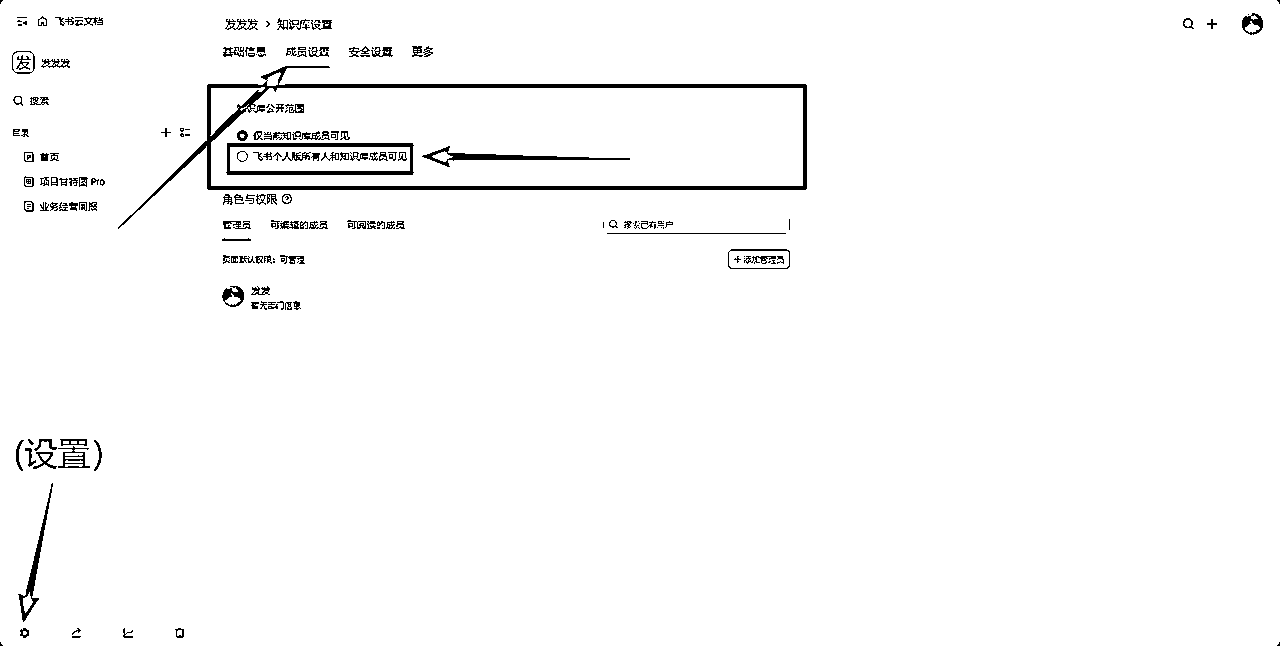 飞书云文档
发 发发发
搜索
目录
首页
项目甘特图 Pro
业务经营周报
(设置)
发发发 > 知识库设置
基础信息 成员设置 安全设置 更多
知识库公开范围
仅当前知识库成员可见
飞书个人版所有人和知识库成员可见
角色与权限
管理员 可编辑的成员 可阅读的成员
搜索已有用户
页面默认权限：可管理
添加管理员
发发
暂无部门信息